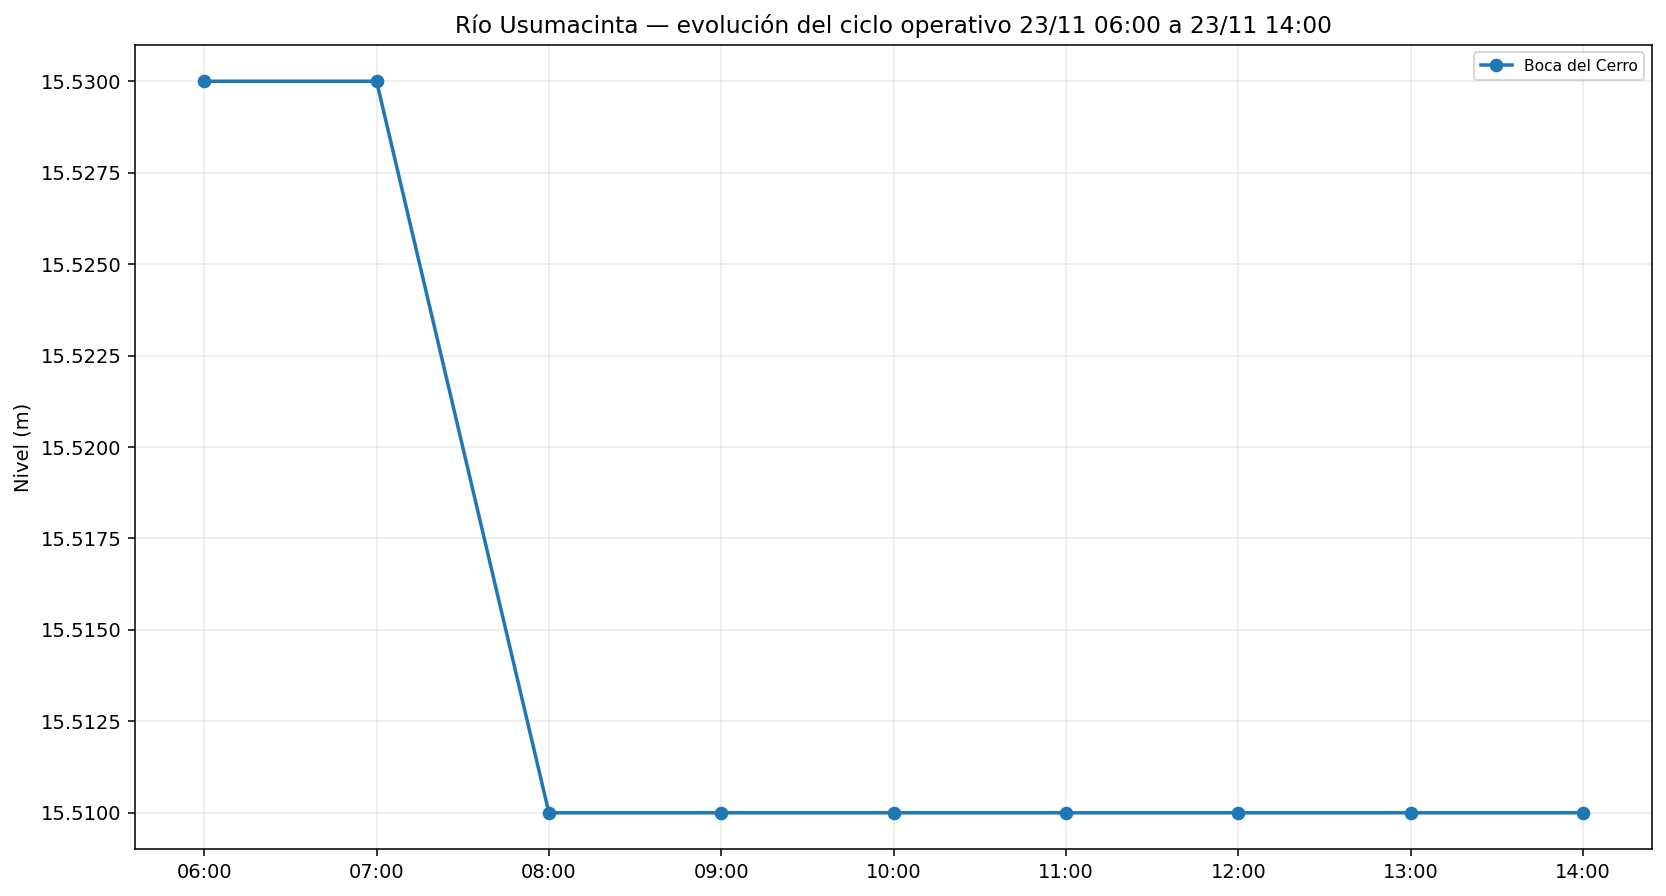 Río Usumacinta — evolución del ciclo operativo 23/11 06:00 a 23/11 14:00
Boca del Cerro
Nivel (m)
15.5300
15.5275
15.5250
15.5225
15.5200
15.5175
15.5150
15.5125
15.5100
06:00 07:00 08:00 09:00 10:00 11:00 12:00 13:00 14:00